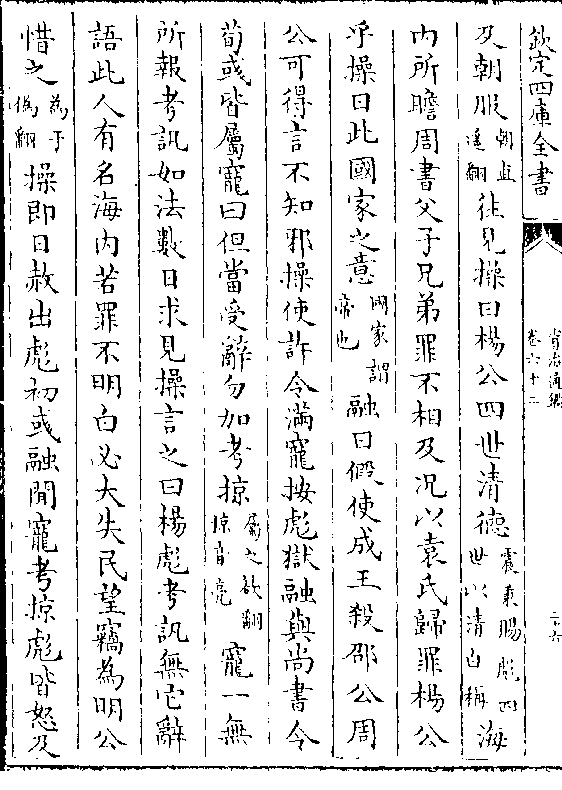 欽定四庫全書
資治通鑑
卷六十二
二六
及朝服朝直遥翻往見操曰楊公四世清德震秉賜彪四世以清白稱海
内所瞻周書父子兄弟罪不相及况以袁氏歸罪楊公
乎操曰此國家之意國家謂帝也融曰假使成王殺邵公周
公可得言不知邪操使許令滿寵按彪獄融與尚書令
荀彧皆屬寵曰但當受辭勿加考掠屬之欲翻掠音亮寵一無
所報考訊如法數日求見操言之曰楊彪考訊無它辭
語此人有名海内若罪不明白必大失民望竊為明公
惜之為于偽翻操即日赦出彪初彧融聞寵考掠彪皆怒及